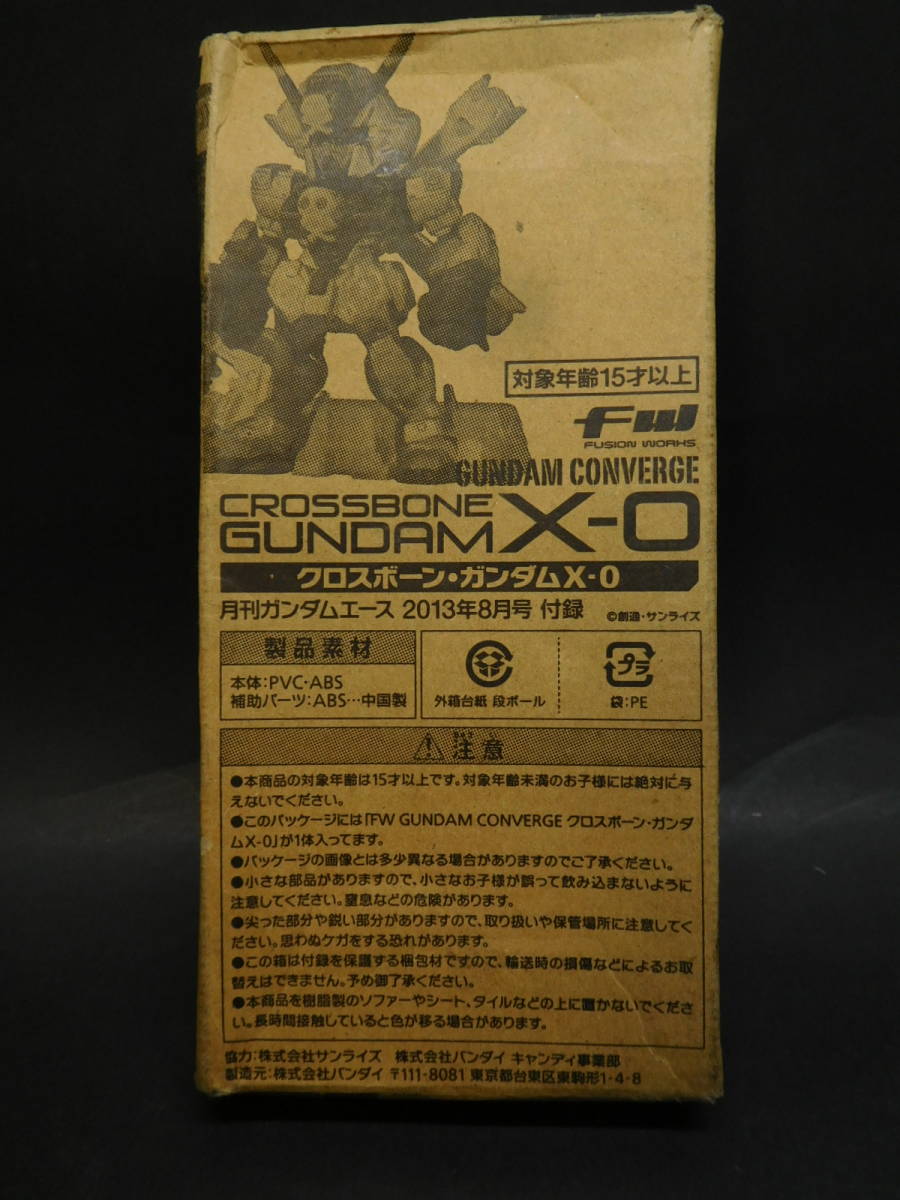 対象年齢15才以上
FW
FUSION WORKS
GUNDAM CONVERGE
CROSSBONE
GUNDAM X-0
クロスボーン・ガンダムX-0
月刊ガンダムエース 2013年8月号 付録 ©創通・サンライズ
製品素材
本体:PVC・ABS
補助パーツ:ABS…中国製
外箱台紙 段ボール
プラ
袋:PE
注意
●本商品の対象年齢は15才以上です。対象年齢未満のお子様には絶対に与
えないでください。
●このパッケージには「FW GUNDAM CONVERGE クロスボーン・ガンダ
ムX-0」が1体入ってます。
●パッケージの画像とは多少異なる場合がありますのでご了承ください。
●小さな部品がありますので、小さなお子様が誤って飲み込まないように
注意してください。窒息などの危険があります。
●尖った部分や鋭い部分がありますので、取り扱いや保管場所に注意してく
ださい。思わぬケガをする恐れがあります。
●この箱は付録を保護する梱包材ですので、輸送時の損傷などによるお取
替えはできません。予め御了承ください。
●本商品を樹脂製のソファーやシート、タイルなどの上に置かないでくださ
い。長時間接触していると色が移る場合があります。
協力:株式会社サンライズ 株式会社バンダイ キャンディ事業部
製造元:株式会社バンダイ 〒111-8081 東京都台東区東駒形1-4-8